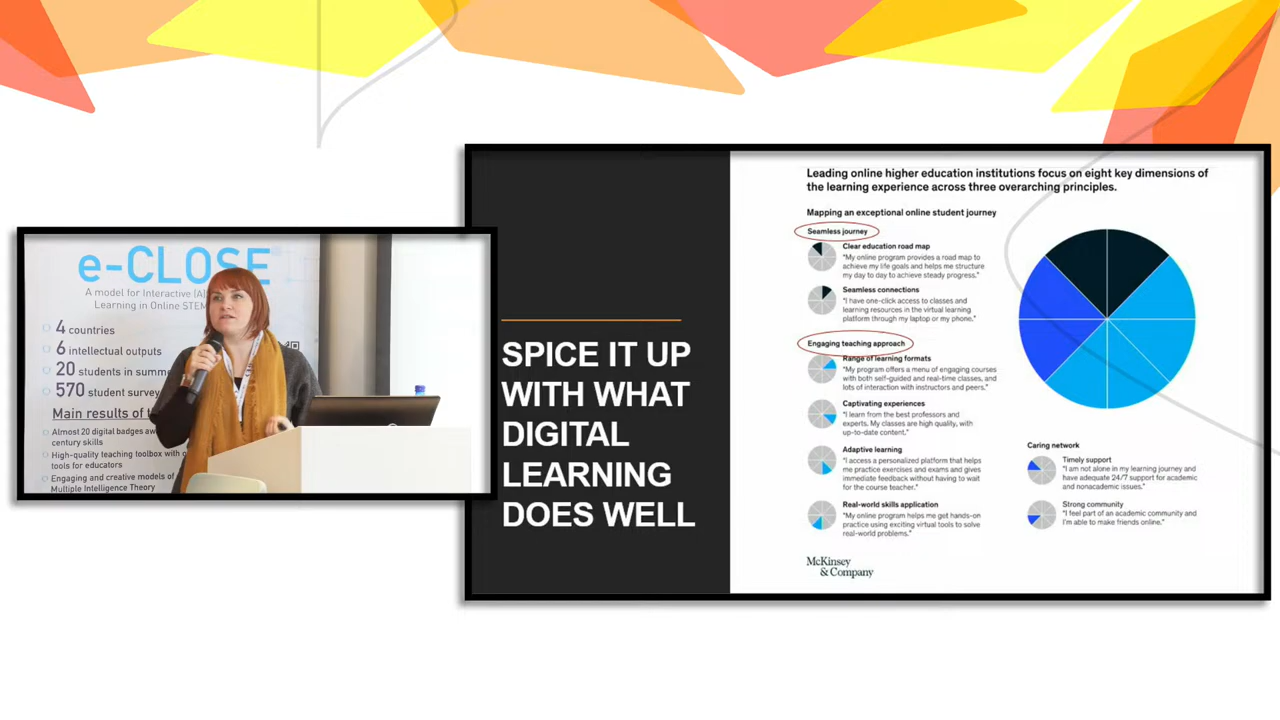 e-CLOSE
A model for Interactive (A)
Learning in Online STEM
4 countries
6 intellectual outputs
20 students in summe
570 student survey
Main results of t
Almost 20 digital badges aw
century skills
High-quality teaching toolbox with
tools for educators
Engaging and creative models of
Multiple Intelligence Theory
SPICE IT UP
WITH WHAT
DIGITAL
LEARNING
DOES WELL
Leading online higher education institutions focus on eight key dimensions of
the learning experience across three overarching principles.
Mapping an exceptional online student journey
Seamless journey
Clear education road map
"My online program provides a road map to
achieve my life goals and helps me structure
my day to day to achieve steady progress."
Seamless connections
"I have one-click access to classes and
learning resources in the virtual learning
platform through my laptop or my phone."
Engaging teaching approach
Range of learning formats
"My program offers a menu of engaging courses
with both self-guided and real-time classes, and
lots of interaction with instructors and peers."
Captivating experiences
"I learn from the best professors and
experts. My classes are high quality, with
up-to-date content."
Adaptive learning
"I access a personalized platform that helps
me practice exercises and exams and gives
immediate feedback without having to wait
for the course teacher."
Real-world skills application
"My online program helps me get hands-on
practice using exciting virtual tools to solve
real-world problems."
Caring network
Timely support
"I am not alone in my learning journey and
have adequate 24/7 support for academic
and nonacademic issues."
Strong community
"I feel part of an academic community and
I'm able to make friends online."
McKinsey
& Company